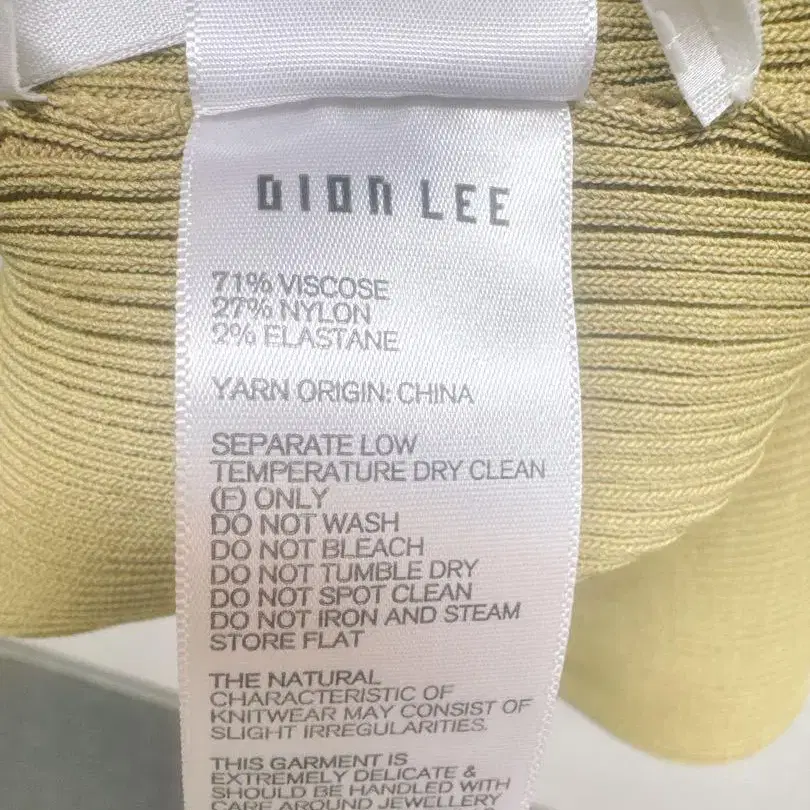 DION LEE
71% VISCOSE
27% NYLON
2% ELASTANE
YARN ORIGIN: CHINA
SEPARATE LOW
TEMPERATURE DRY CLEAN
(F) ONLY
DO NOT WASH
DO NOT BLEACH
DO NOT TUMBLE DRY
DO NOT SPOT CLEAN
DO NOT IRON AND STEAM
STORE FLAT
THE NATURAL
CHARACTERISTIC OF
KNITWEAR MAY CONSIST OF
SLIGHT IRREGULARITIES.
THIS GARMENT IS
EXTREMELY DELICATE &
SHOULD BE HANDLED WITH
CARE AROUND JEWELLERY